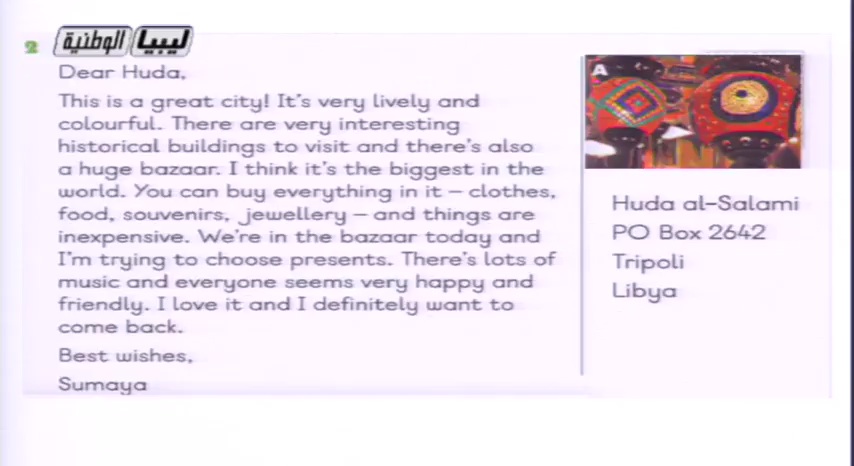 2
ليبيا الوطنية
Dear Huda,
This is a great city! It's very lively and
colourful. There are very interesting
historical buildings to visit and there's also
a huge bazaar. I think it's the biggest in the
world. You can buy everything in it – clothes,
food, souvenirs, jewellery – and things are
inexpensive. We're in the bazaar today and
I'm trying to choose presents. There's lots of
music and everyone seems very happy and
friendly. I love it and I definitely want to
come back.
Best wishes,
Sumaya
A
Huda al-Salami
PO Box 2642
Tripoli
Libya